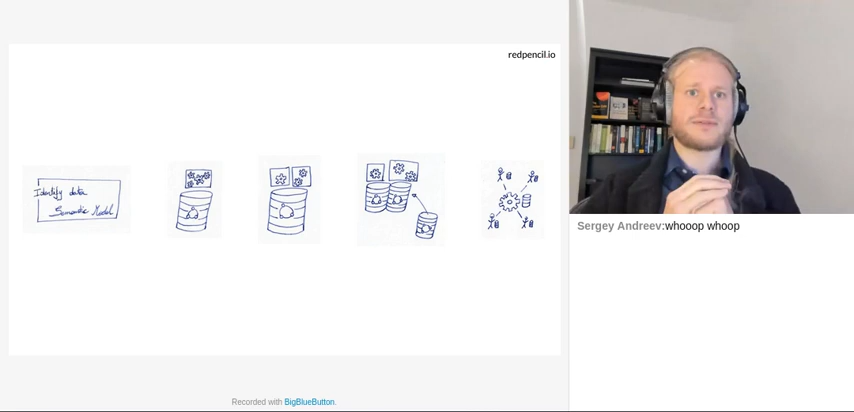 redpencil.io
Identify data
Semantic Model
Sergey Andreev:whooop whoop
Recorded with BigBlueButton.